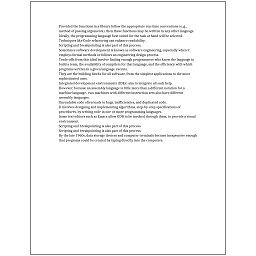 Provided the functions in a library follow the appropriate run-time conventions (e.g.,
method of passing arguments), then these functions may be written in any other language.
Ideally, the programming language best suited for the task at hand will be selected.
Techniques like Code refactoring can enhance readability.
Scripting and breakpointing is also part of this process.
Sometimes software development is known as software engineering, especially when it
employs formal methods or follows an engineering design process.
Trade-offs from this ideal involve finding enough programmers who know the language to
build a team, the availability of compilers for that language, and the efficiency with which
programs written in a given language execute.
They are the building blocks for all software, from the simplest applications to the most
sophisticated ones.
Integrated development environments (IDEs) aim to integrate all such help.
However, because an assembly language is little more than a different notation for a
machine language, two machines with different instruction sets also have different
assembly languages.
Unreadable code often leads to bugs, inefficiencies, and duplicated code.
It involves designing and implementing algorithms, step-by-step specifications of
procedures, by writing code in one or more programming languages.
Some text editors such as Emacs allow GDB to be invoked through them, to provide a visual
environment.
Scripting and breakpointing is also part of this process.
Scripting and breakpointing is also part of this process.
By the late 1960s, data storage devices and computer terminals became inexpensive enough
that programs could be created by typing directly into the computers.